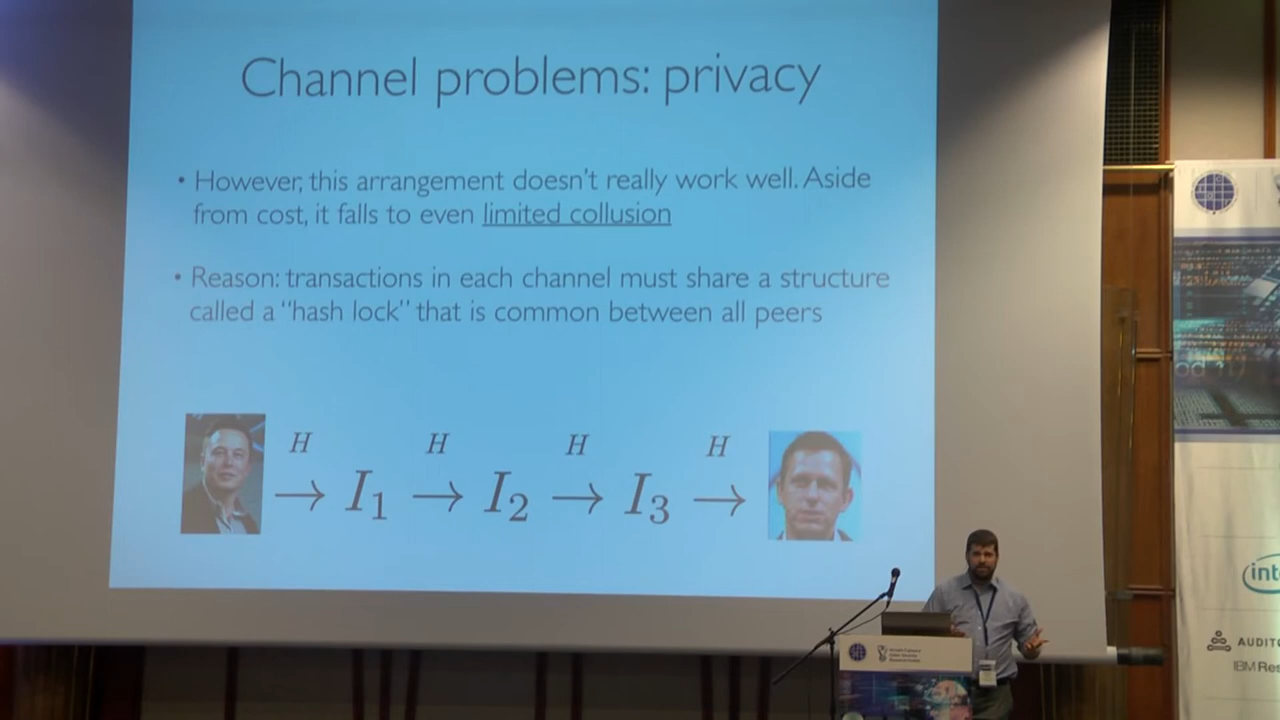 Channel problems: privacy
• However, this arrangement doesn't really work well. Aside
from cost, it falls to even limited collusion
• Reason: transactions in each channel must share a structure
called a "hash lock" that is common between all peers
H H H H
→ I₁ → I₂ → I₃ →
int
AUDITO
IBM Res